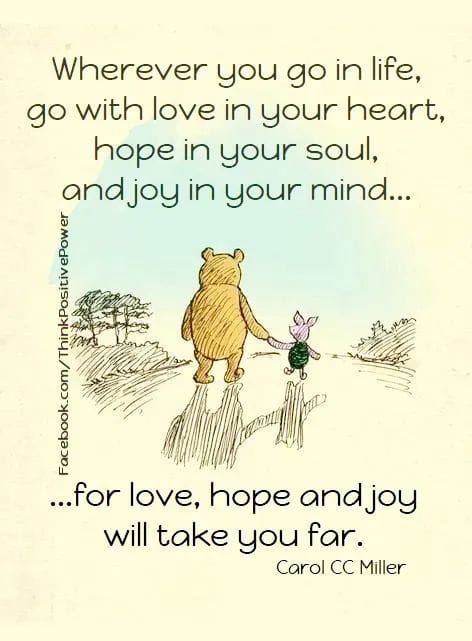 Wherever you go in life,
go with love in your heart,
hope in your soul,
and joy in your mind...
Facebook.com/ThinkPositivePower
...for love, hope and joy
will take you far.
Carol CC Miller